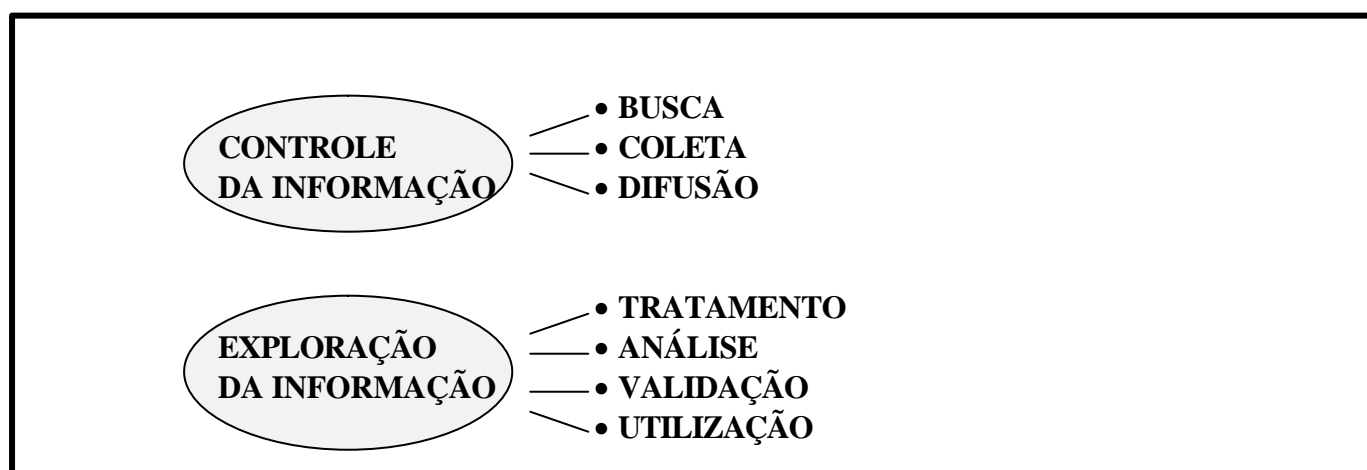 CONTROLE
DA INFORMAÇÃO
• BUSCA
• COLETA
• DIFUSÃO
EXPLORAÇÃO
DA INFORMAÇÃO
• TRATAMENTO
• ANÁLISE
• VALIDAÇÃO
• UTILIZAÇÃO